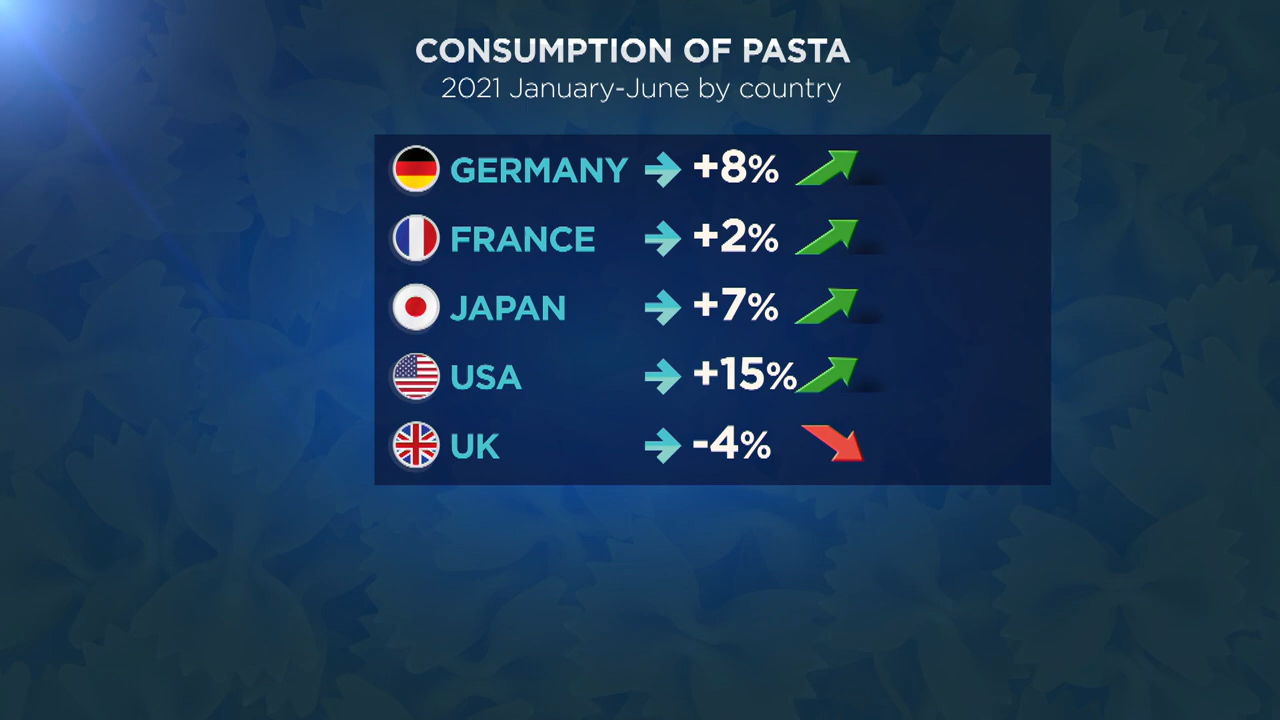 CONSUMPTION OF PASTA
2021 January-June by country
GERMANY +8%
FRANCE +2%
JAPAN +7%
USA +15%
UK -4%